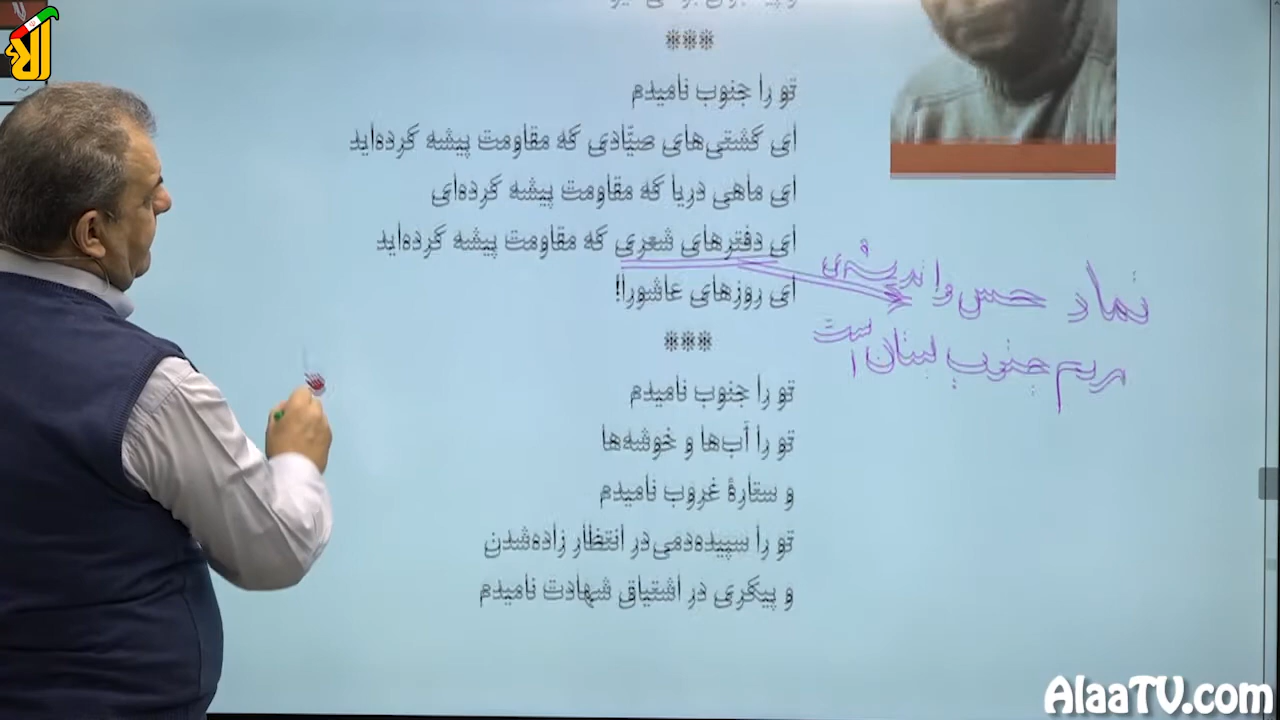 ***
تو را جنوب نامیدم
ای کشتی‌های صیّادی که مقاومت پیشه کرده‌اید
ای ماهی دریا که مقاومت پیشه کرده‌ای
ای دفترهای شعری که مقاومت پیشه کرده‌اید
ای روزهای عاشورا!
***
تو را جنوب نامیدم
تو را آب‌ها و خوشه‌ها
و ستارهٔ غروب نامیدم
تو را سپیده‌دمی در انتظار زاده‌شدن
و پیکری در اشتیاق شهادت نامیدم
نماد حس و اندیشه‌ی
مردم جنوب لبنان است
AlaaTV.com